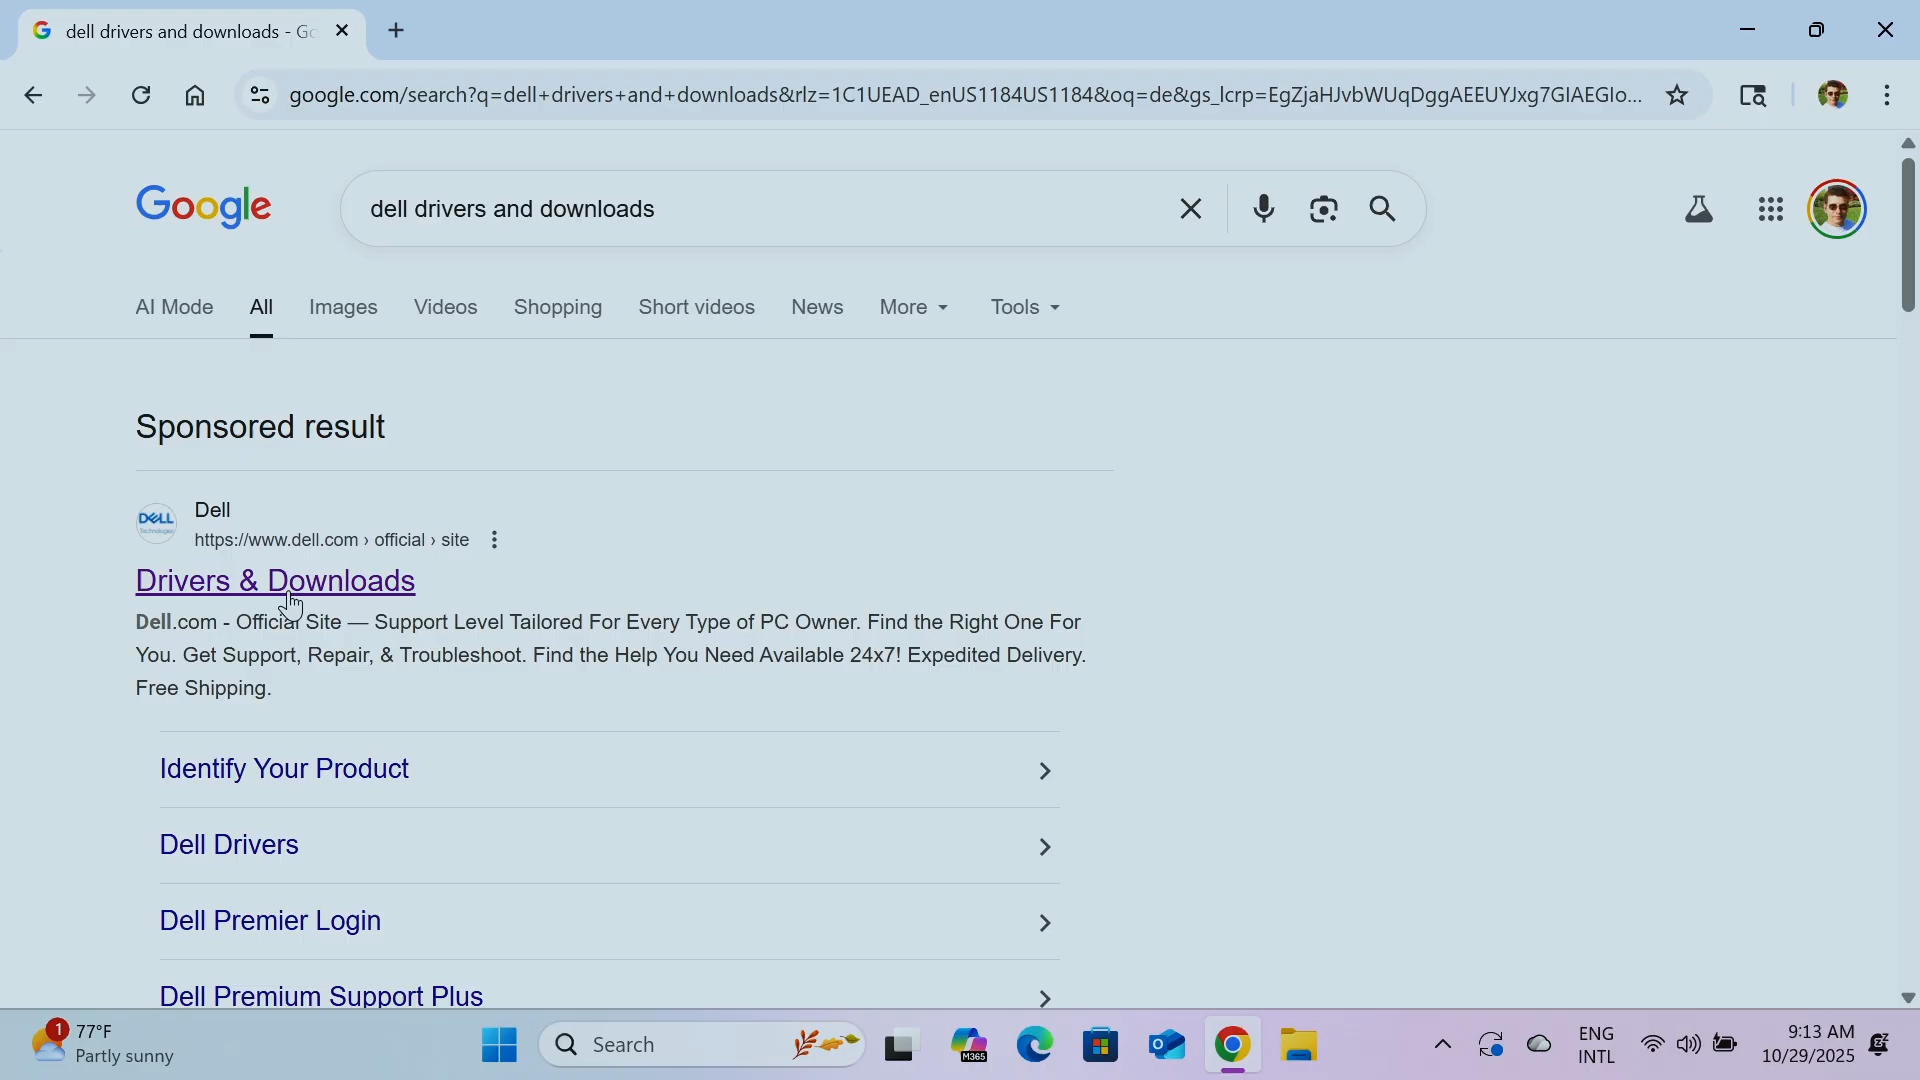 dell drivers and downloads - Go
google.com/search?q=dell+drivers+and+downloads&rlz=1C1UEAD_enUS1184US1184&oq=de&gs_lcrp=EgZjaHJvbWUqDggAEEUYJxg7GIAEGIo...
Google
dell drivers and downloads
AI Mode
All
Images
Videos
Shopping
Short videos
News
More
Tools
Sponsored result
DELL
Technologies
Dell
https://www.dell.com › official › site
Drivers & Downloads
Dell.com - Official Site — Support Level Tailored For Every Type of PC Owner. Find the Right One For
You. Get Support, Repair, & Troubleshoot. Find the Help You Need Available 24x7! Expedited Delivery.
Free Shipping.
Identify Your Product
Dell Drivers
Dell Premier Login
Dell Premium Support Plus
1
77°F
Partly sunny
Search
M365
ENG
INTL
9:13 AM
10/29/2025